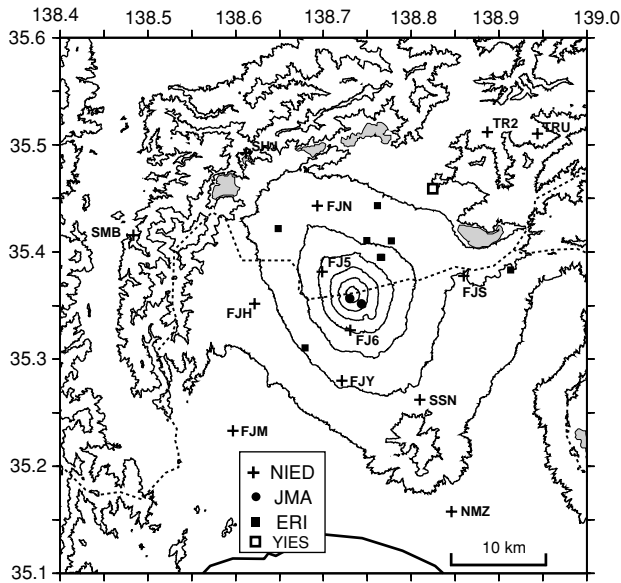 138.4 138.5 138.6 138.7 138.8 138.9 139.0
35.6
35.5
35.4
35.3
35.2
35.1
TR2
TRU
SHJ
FJN
SMB
FJ5
FJS
FJH
FJ6
FJY
SSN
FJM
NMZ
NIED
JMA
ERI
YIES
10 km